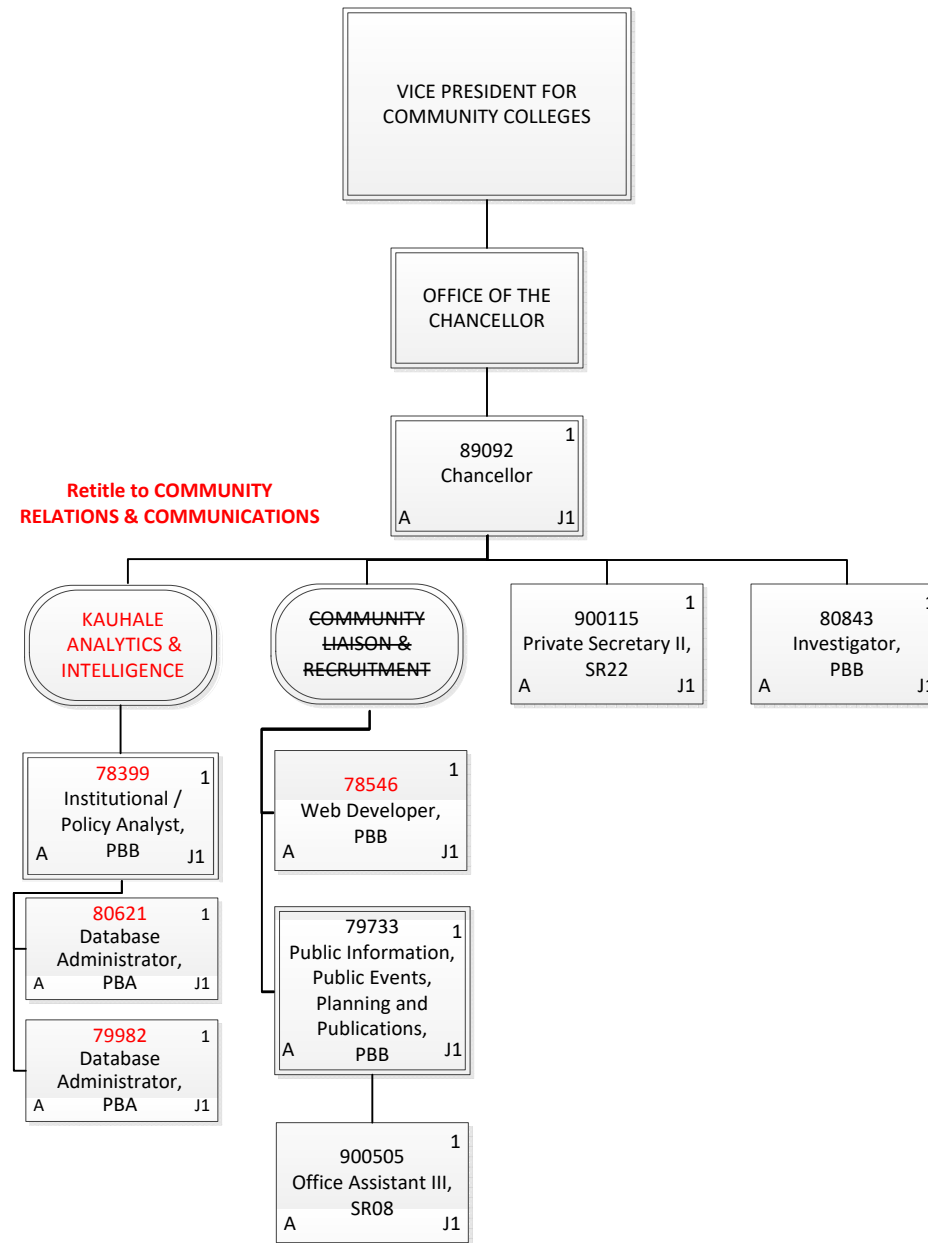 VICE PRESIDENT FOR
COMMUNITY COLLEGES
OFFICE OF THE
CHANCELLOR
1
89092
Chancellor
A J1
Retitle to COMMUNITY
RELATIONS & COMMUNICATIONS
KAUHALE
ANALYTICS &
INTELLIGENCE
COMMUNITY
LIAISON &
RECRUITMENT
1
900115
Private Secretary II,
SR22
A J1
1
80843
Investigator,
PBB
A J1
78399 1
Institutional /
Policy Analyst,
PBB
A J1
80621 1
Database
Administrator,
PBA
A J1
79982 1
Database
Administrator,
PBA
A J1
1
78546
Web Developer,
PBB
A J1
79733 1
Public Information,
Public Events,
Planning and
Publications,
PBB
A J1
1
900505
Office Assistant III,
SR08
A J1